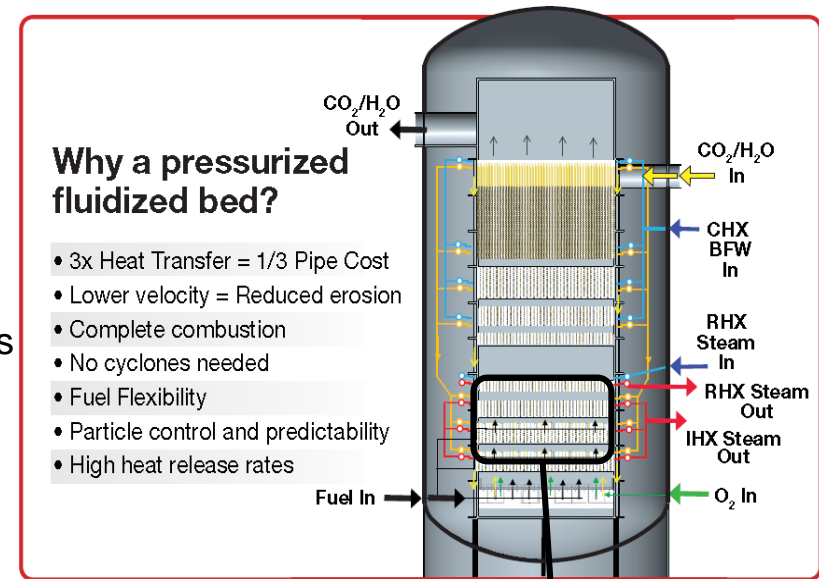 Why a pressurized
fluidized bed?
• 3x Heat Transfer = 1/3 Pipe Cost
• Lower velocity = Reduced erosion
• Complete combustion
• No cyclones needed
• Fuel Flexibility
• Particle control and predictability
• High heat release rates
s
CO₂/H₂O
Out
CO₂/H₂O
In
CHX
BFW
In
RHX
Steam
In
RHX Steam
Out
IHX Steam
Out
Fuel In
O₂ In